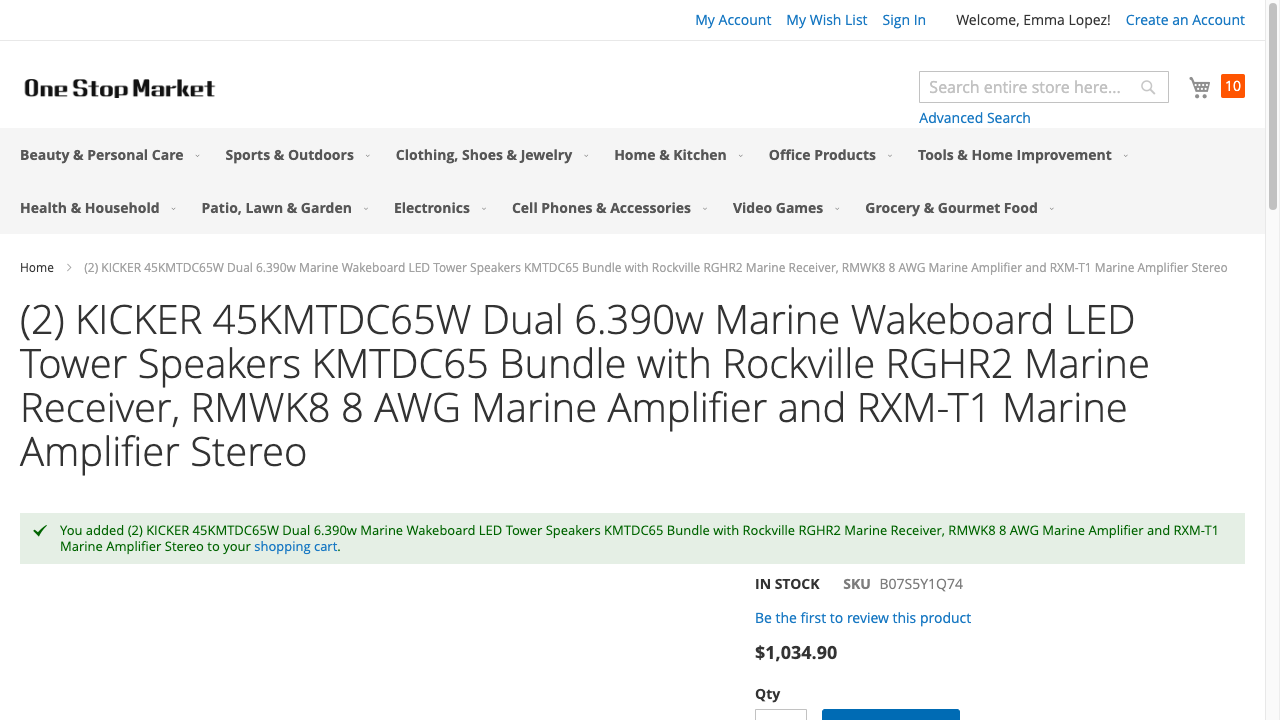 My Account My Wish List Sign In Welcome, Emma Lopez! Create an Account
One Stop Market
Search entire store here...
10
Advanced Search
Beauty & Personal Care Sports & Outdoors Clothing, Shoes & Jewelry Home & Kitchen Office Products Tools & Home Improvement
Health & Household Patio, Lawn & Garden Electronics Cell Phones & Accessories Video Games Grocery & Gourmet Food
Home (2) KICKER 45KMTDC65W Dual 6.390w Marine Wakeboard LED Tower Speakers KMTDC65 Bundle with Rockville RGHR2 Marine Receiver, RMWK8 8 AWG Marine Amplifier and RXM-T1 Marine Amplifier Stereo
(2) KICKER 45KMTDC65W Dual 6.390w Marine Wakeboard LED
Tower Speakers KMTDC65 Bundle with Rockville RGHR2 Marine
Receiver, RMWK8 8 AWG Marine Amplifier and RXM-T1 Marine
Amplifier Stereo
You added (2) KICKER 45KMTDC65W Dual 6.390w Marine Wakeboard LED Tower Speakers KMTDC65 Bundle with Rockville RGHR2 Marine Receiver, RMWK8 8 AWG Marine Amplifier and RXM-T1
Marine Amplifier Stereo to your shopping cart.
IN STOCK SKU B07S5Y1Q74
Be the first to review this product
$1,034.90
Qty